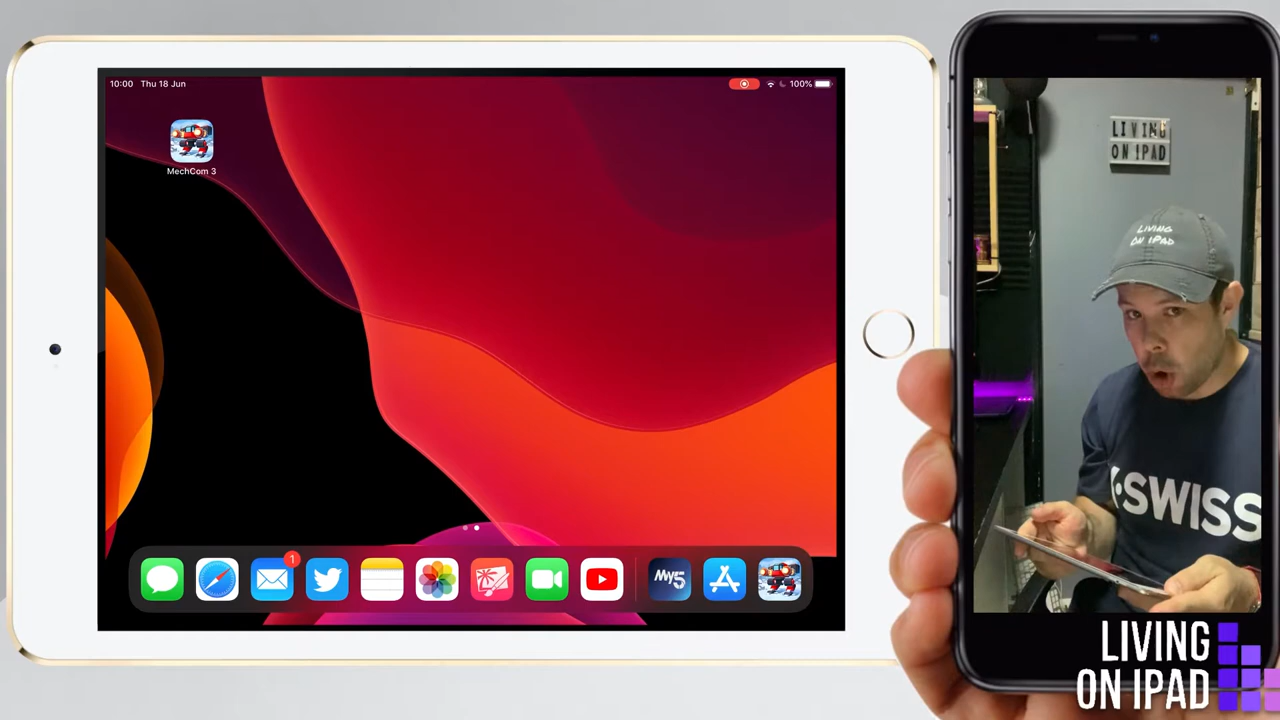 10:00 Thu 18 Jun
100%
MechCom 3
1
My5
LIVING
ON IPAD
LIVING
ON IPAD
K·SWISS
LIVING
ON IPAD